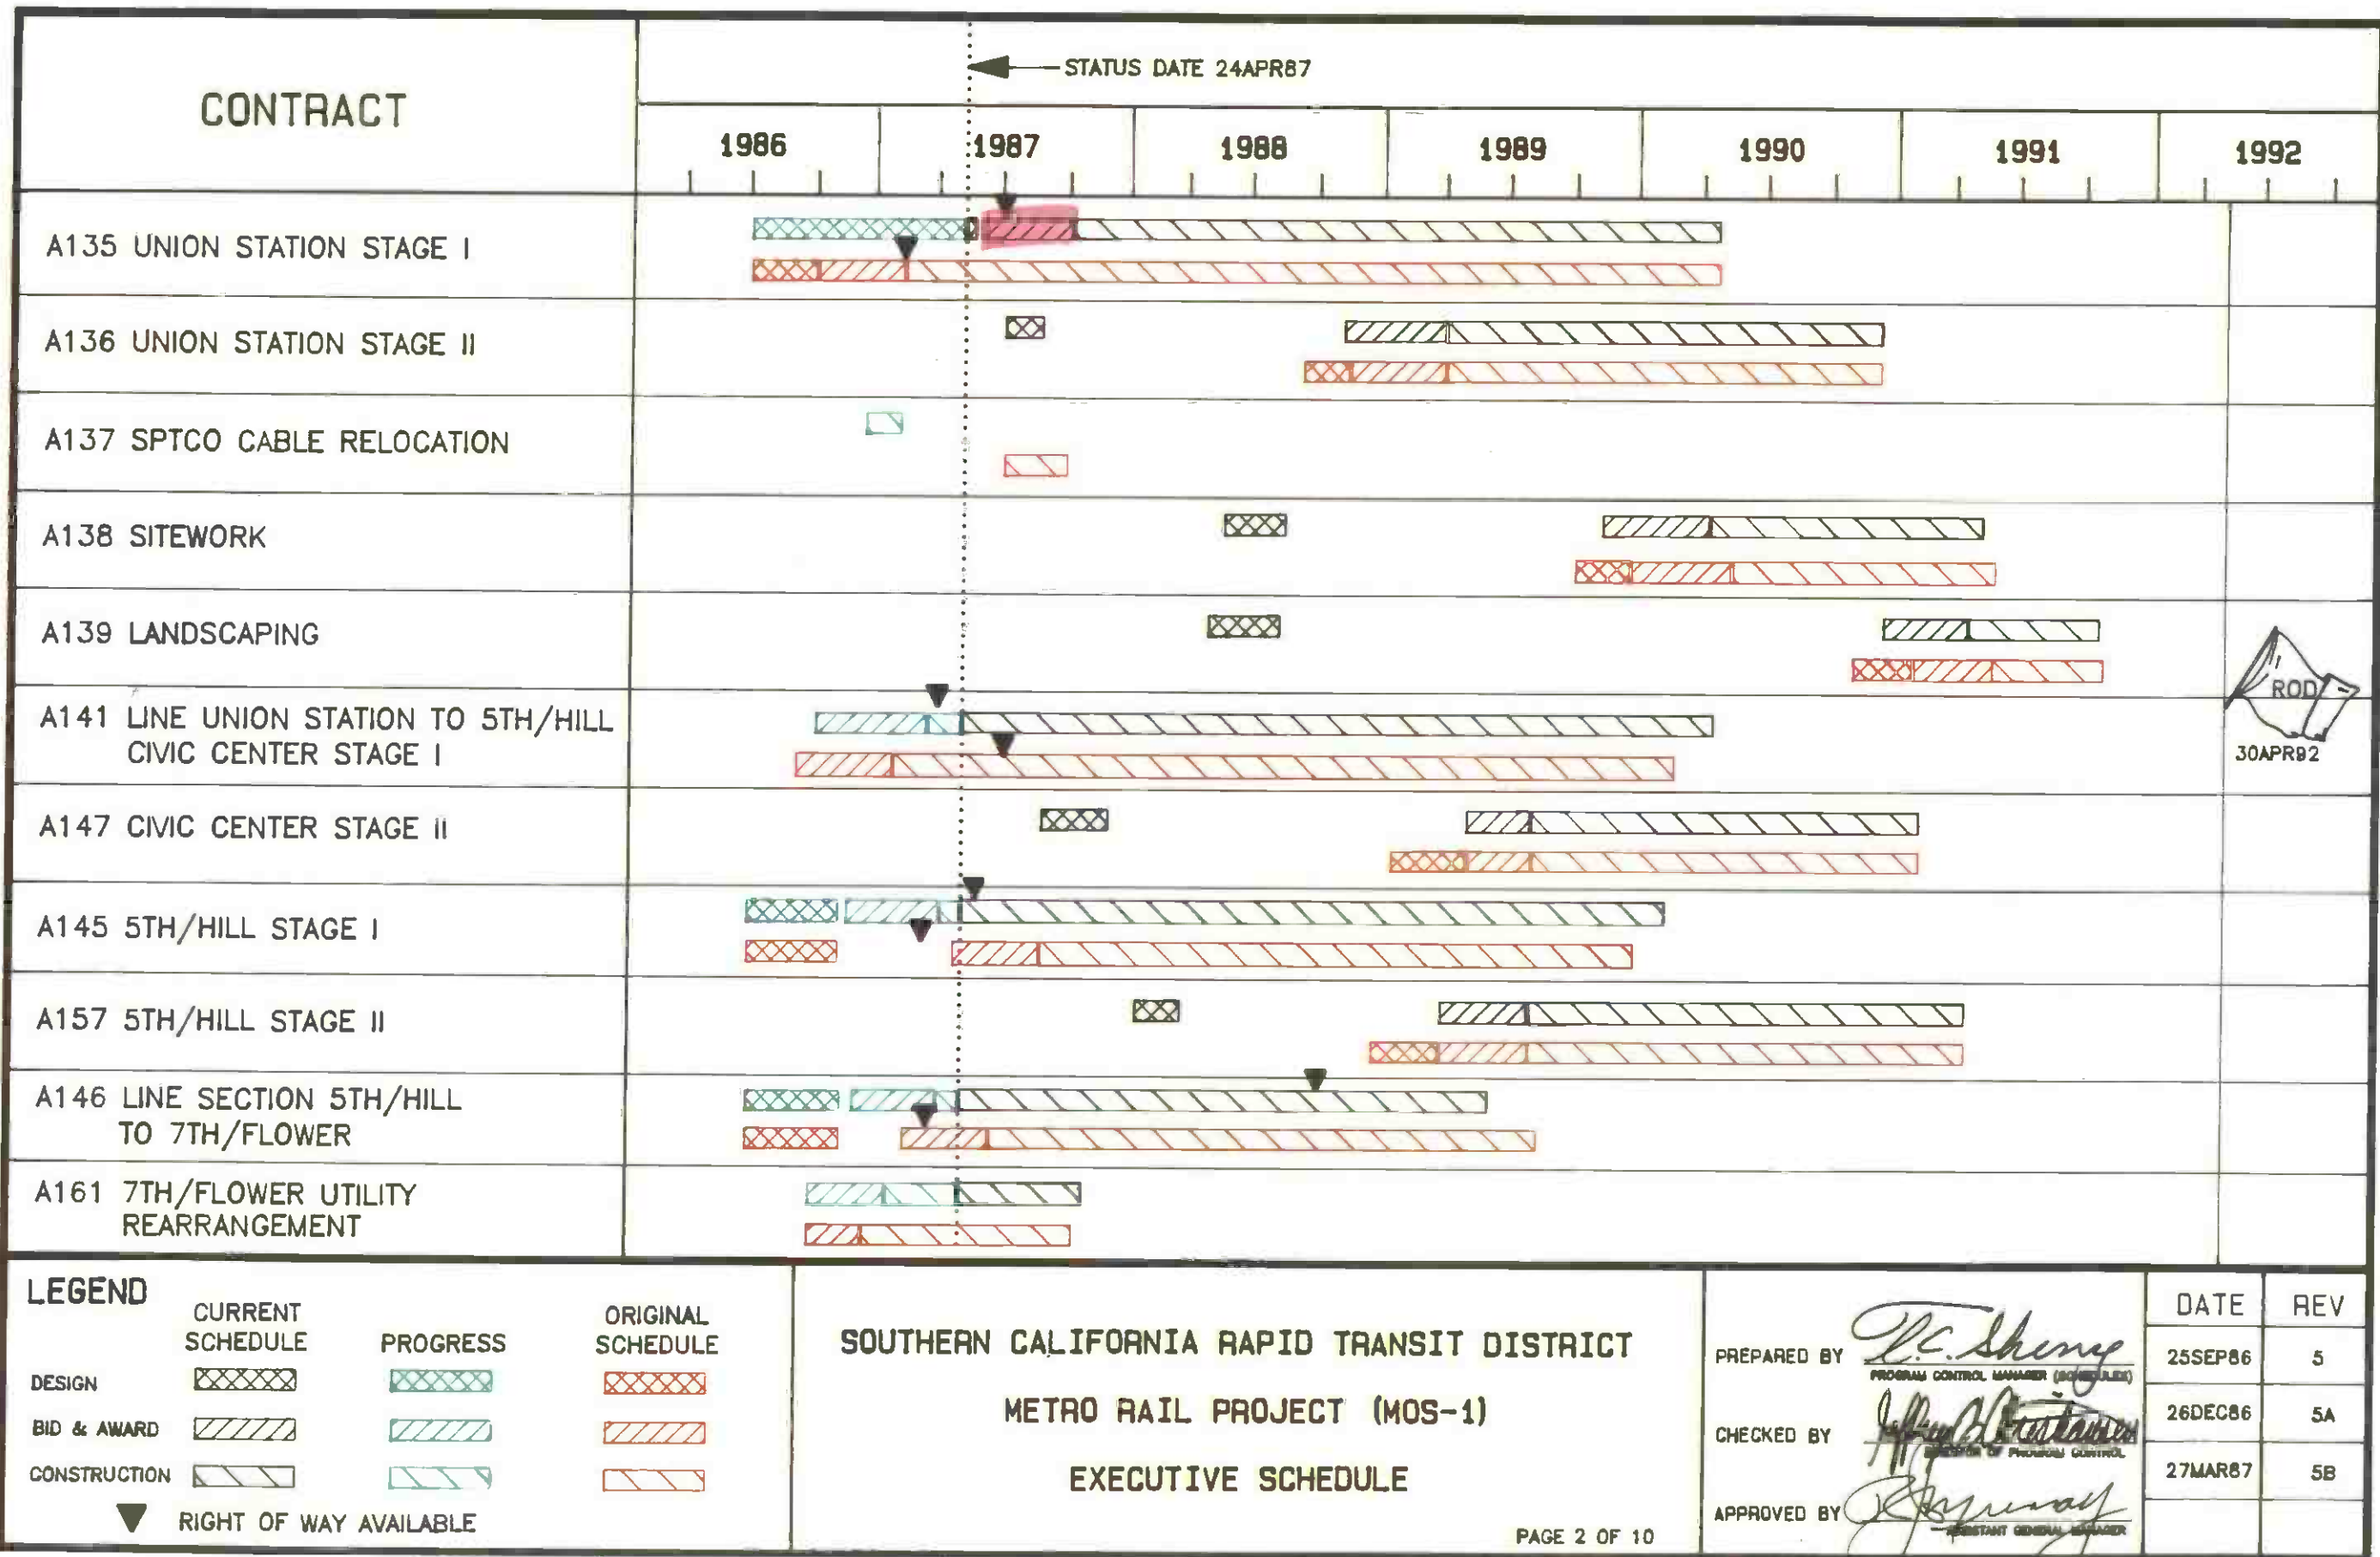 CONTRACT
STATUS DATE 24APR87
1986 1987 1988 1989 1990 1991 1992
A135 UNION STATION STAGE I
A136 UNION STATION STAGE II
A137 SPTCO CABLE RELOCATION
A138 SITEWORK
A139 LANDSCAPING
ROD
30APR92
A141 LINE UNION STATION TO 5TH/HILL
CIVIC CENTER STAGE I
A147 CIVIC CENTER STAGE II
A145 5TH/HILL STAGE I
A157 5TH/HILL STAGE II
A146 LINE SECTION 5TH/HILL
TO 7TH/FLOWER
A161 7TH/FLOWER UTILITY
REARRANGEMENT
LEGEND
CURRENT
SCHEDULE
PROGRESS
ORIGINAL
SCHEDULE
DESIGN
BID & AWARD
CONSTRUCTION
RIGHT OF WAY AVAILABLE
SOUTHERN CALIFORNIA RAPID TRANSIT DISTRICT
METRO RAIL PROJECT (MOS-1)
EXECUTIVE SCHEDULE
PAGE 2 OF 10
PREPARED BY
PROGRAM CONTROL MANAGER (SCHEDULES)
CHECKED BY
DIRECTOR OF PROGRAM CONTROL
APPROVED BY
ASSISTANT GENERAL MANAGER
DATE REV
25SEP86 5
26DEC86 5A
27MAR87 5B